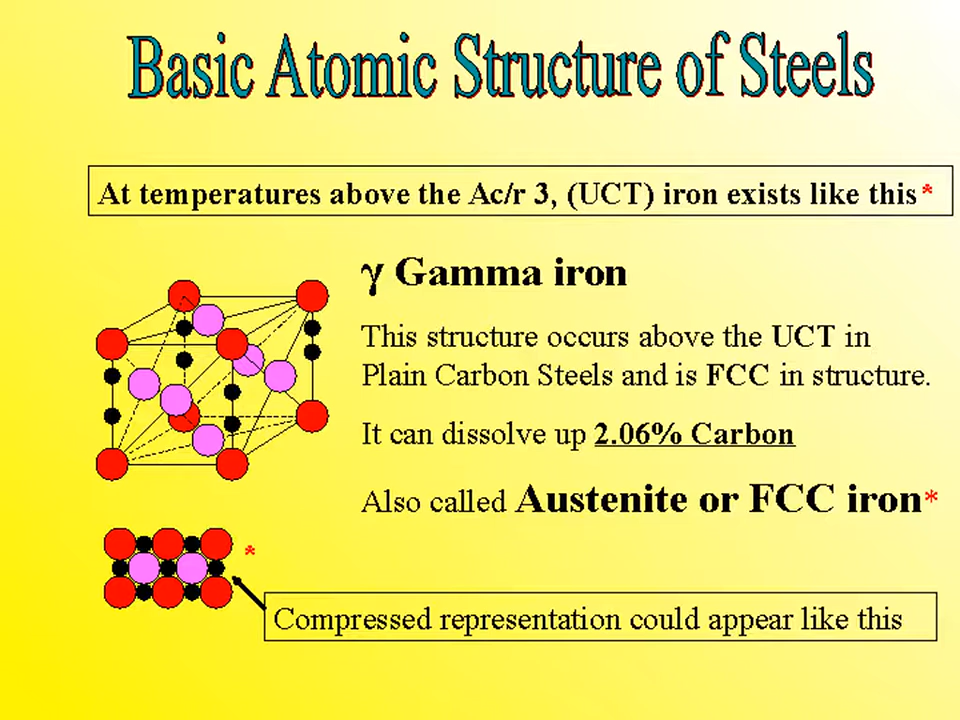 Basic Atomic Structure of Steels
At temperatures above the Ac/r 3, (UCT) iron exists like this*
γ Gamma iron
This structure occurs above the UCT in
Plain Carbon Steels and is FCC in structure.
It can dissolve up 2.06% Carbon
Also called Austenite or FCC iron*
*
Compressed representation could appear like this